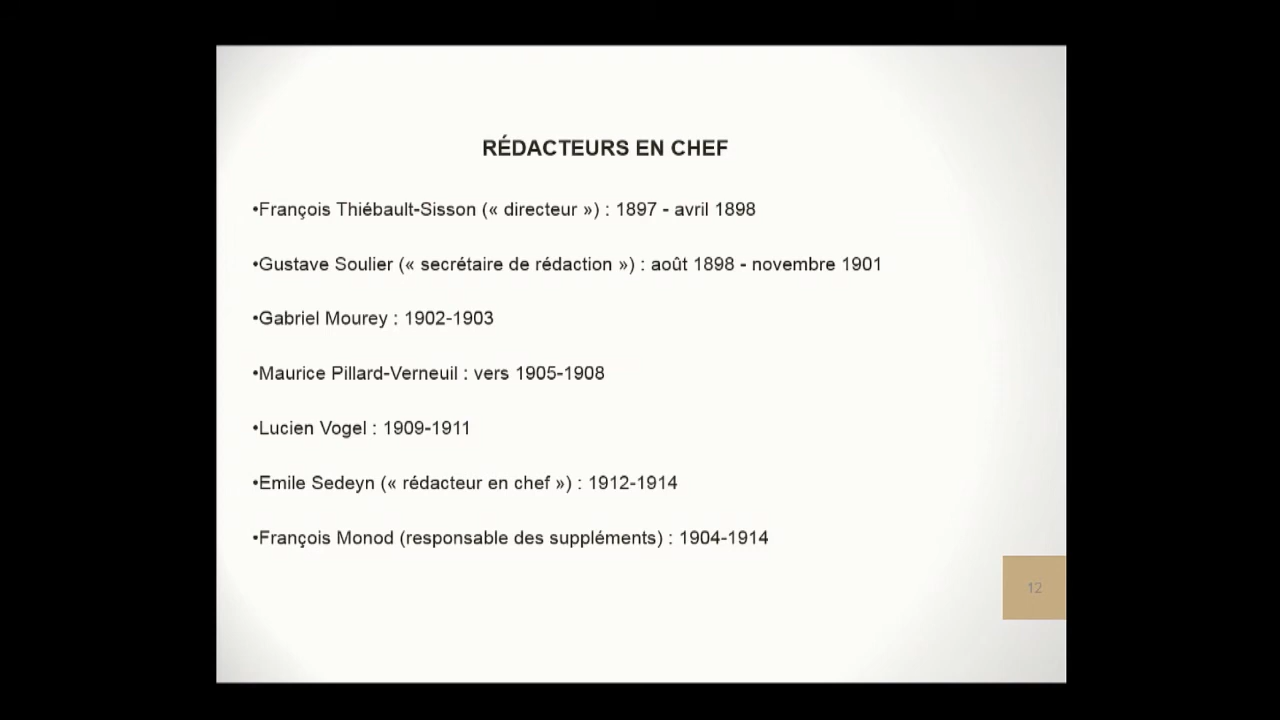 RÉDACTEURS EN CHEF
•François Thiébault-Sisson (« directeur ») : 1897 - avril 1898
•Gustave Soulier (« secrétaire de rédaction ») : août 1898 - novembre 1901
•Gabriel Mourey : 1902-1903
•Maurice Pillard-Verneuil : vers 1905-1908
•Lucien Vogel : 1909-1911
•Emile Sedeyn (« rédacteur en chef ») : 1912-1914
•François Monod (responsable des suppléments) : 1904-1914
12